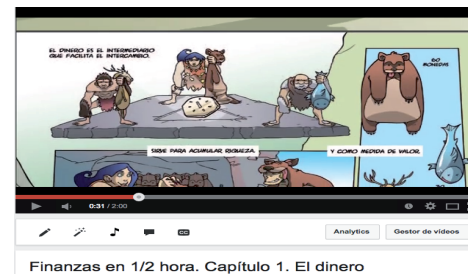 EL DINERO ES EL INTERMEDIARIO
QUE FACILITA EL INTERCAMBIO.
60
MONEDAS
SIRVE PARA ACUMULAR RIQUEZA
Y COMO MEDIDA DE VALOR.
0:31 / 2:00
CC
Analytics
Gestor de vídeos
Finanzas en 1/2 hora. Capítulo 1. El dinero